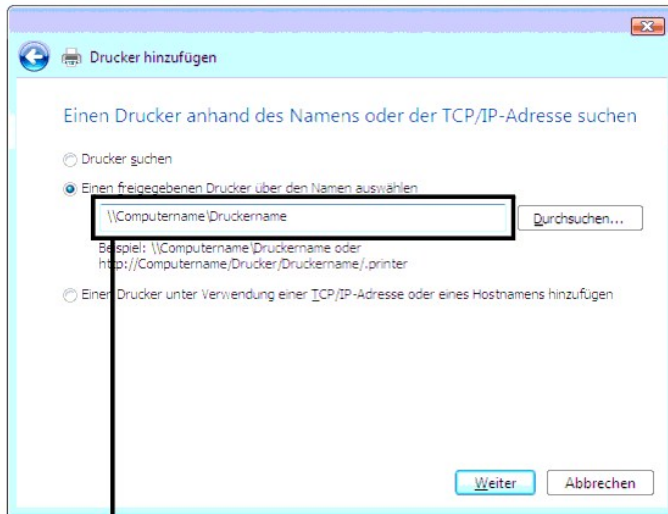 Drucker hinzufügen
Einen Drucker anhand des Namens oder der TCP/IP-Adresse suchen
Drucker suchen
Einen freigegebenen Drucker über den Namen auswählen
\\Computername\Druckername
Durchsuchen...
Beispiel: \\Computername\Druckername oder
http://Computername/Drucker/Druckername/.printer
Einen Drucker unter Verwendung einer TCP/IP-Adresse oder eines Hostnamens hinzufügen
Weiter
Abbrechen